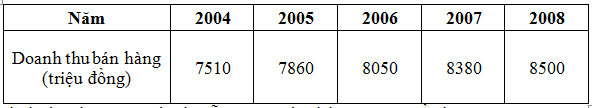 Năm 2004 2005 2006 2007 2008
Doanh thu bán hàng
(triệu đồng) 7510 7860 8050 8380 8500